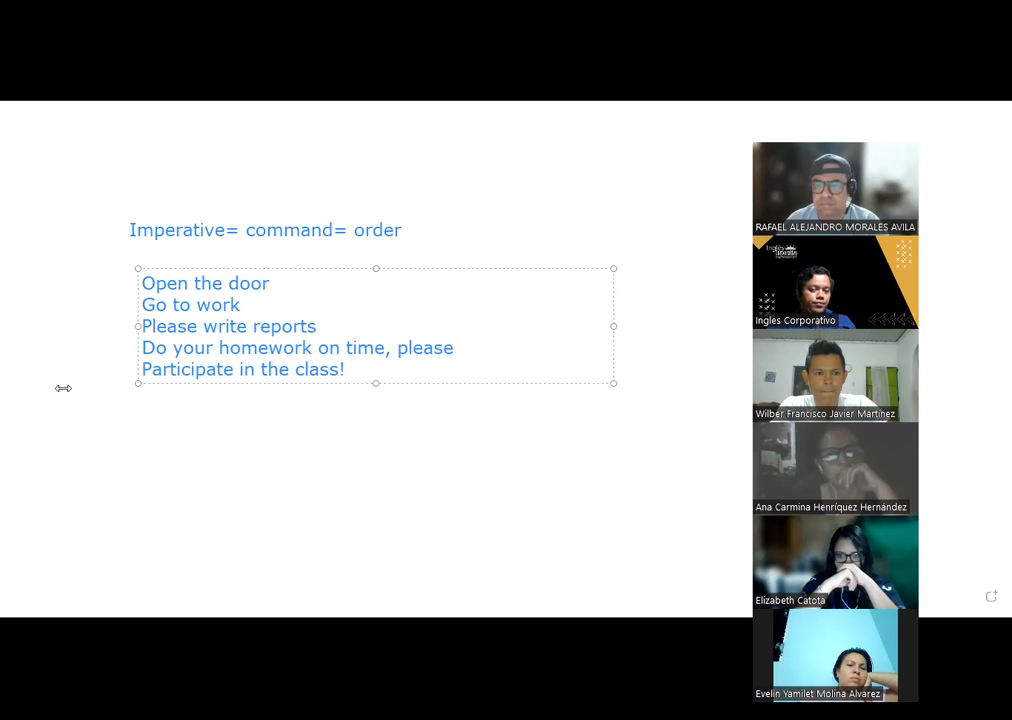 Imperative= command= order
Open the door
Go to work
Please write reports
Do your homework on time, please
Participate in the class!
RAFAEL ALEJANDRO MORALES AVILA
Inglés
Ingles Corporativo
Wilber Francisco Javier Martínez
Ana Carmina Henríquez Hernández
Elizabeth Catota
Evelin Yamilet Molina Alvarez